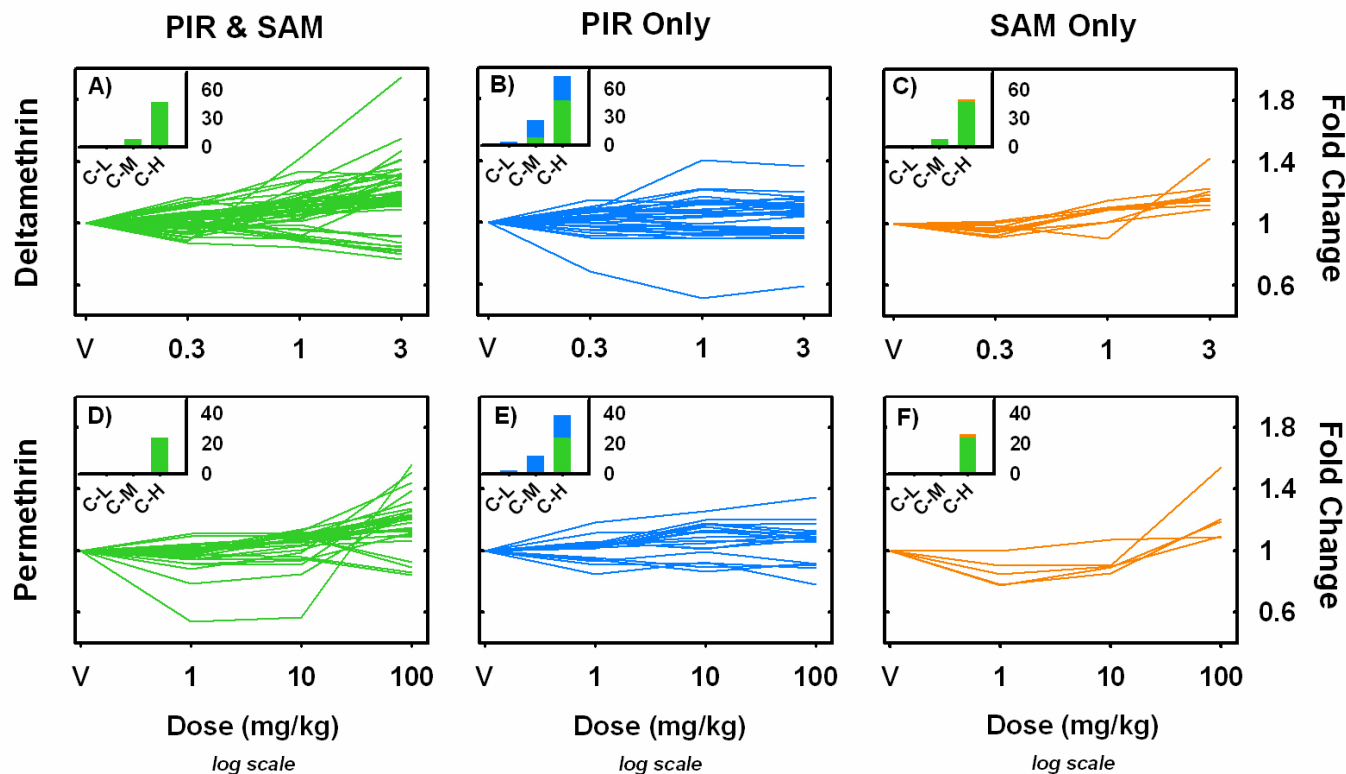 PIR & SAM
PIR Only
SAM Only
Deltamethrin
A)
60
30
0
C-L
C-M
C-H
V
0.3
1
3
B)
60
30
0
C-L
C-M
C-H
V
0.3
1
3
C)
60
30
0
C-L
C-M
C-H
V
0.3
1
3
1.8
1.4
1
0.6
Fold Change
Permethrin
D)
40
20
0
C-L
C-M
C-H
V
1
10
100
Dose (mg/kg)
log scale
E)
40
20
0
C-L
C-M
C-H
V
1
10
100
Dose (mg/kg)
F)
40
20
0
C-L
C-M
C-H
V
1
10
100
Dose (mg/kg)
log scale
1.8
1.4
1
0.6
Fold Change